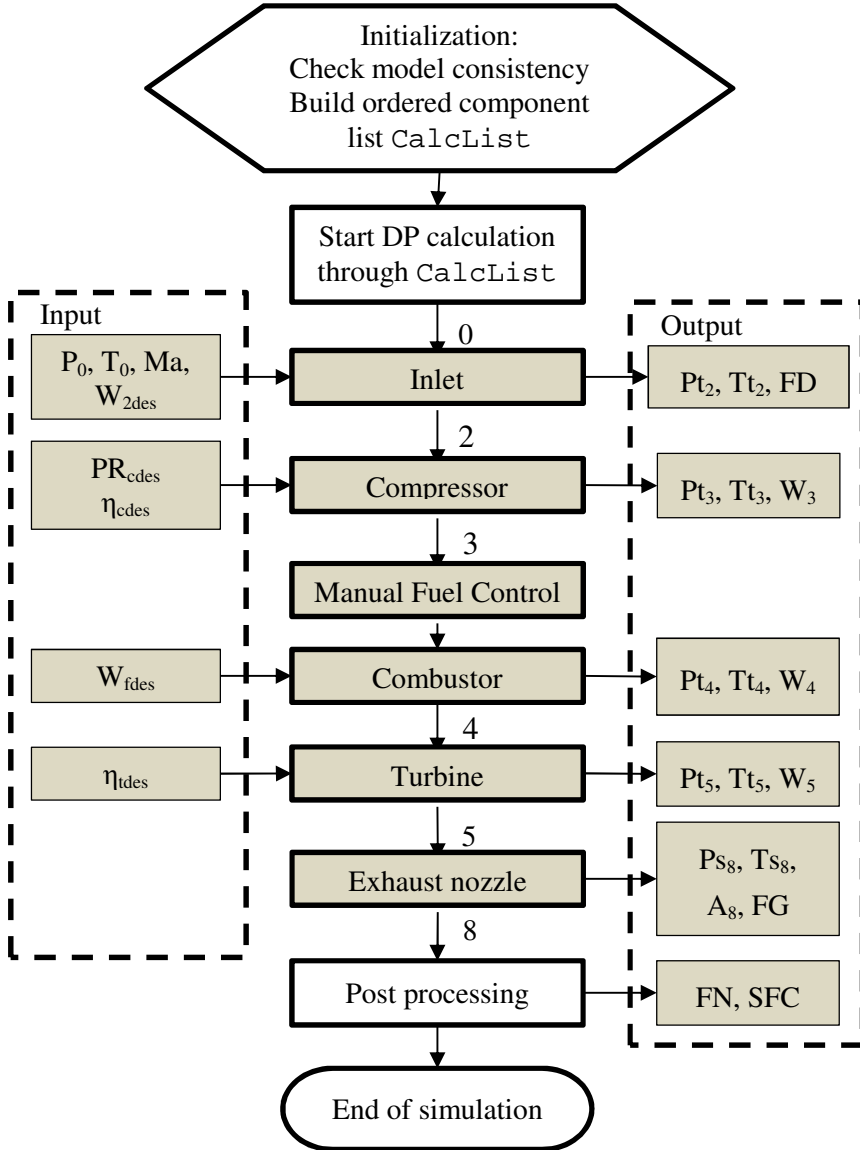 Initialization:
Check model consistency
Build ordered component
list CalcList
Start DP calculation
through CalcList
Input
Output
0
P₀, T₀, Ma,
W₂des
Inlet
Pt₂, Tt₂, FD
2
PRcdes
ηcdes
Compressor
Pt₃, Tt₃, W₃
3
Manual Fuel Control
Wfdes
Combustor
Pt₄, Tt₄, W₄
4
ηtdes
Turbine
Pt₅, Tt₅, W₅
5
Exhaust nozzle
Ps₈, Ts₈,
A₈, FG
8
Post processing
FN, SFC
End of simulation